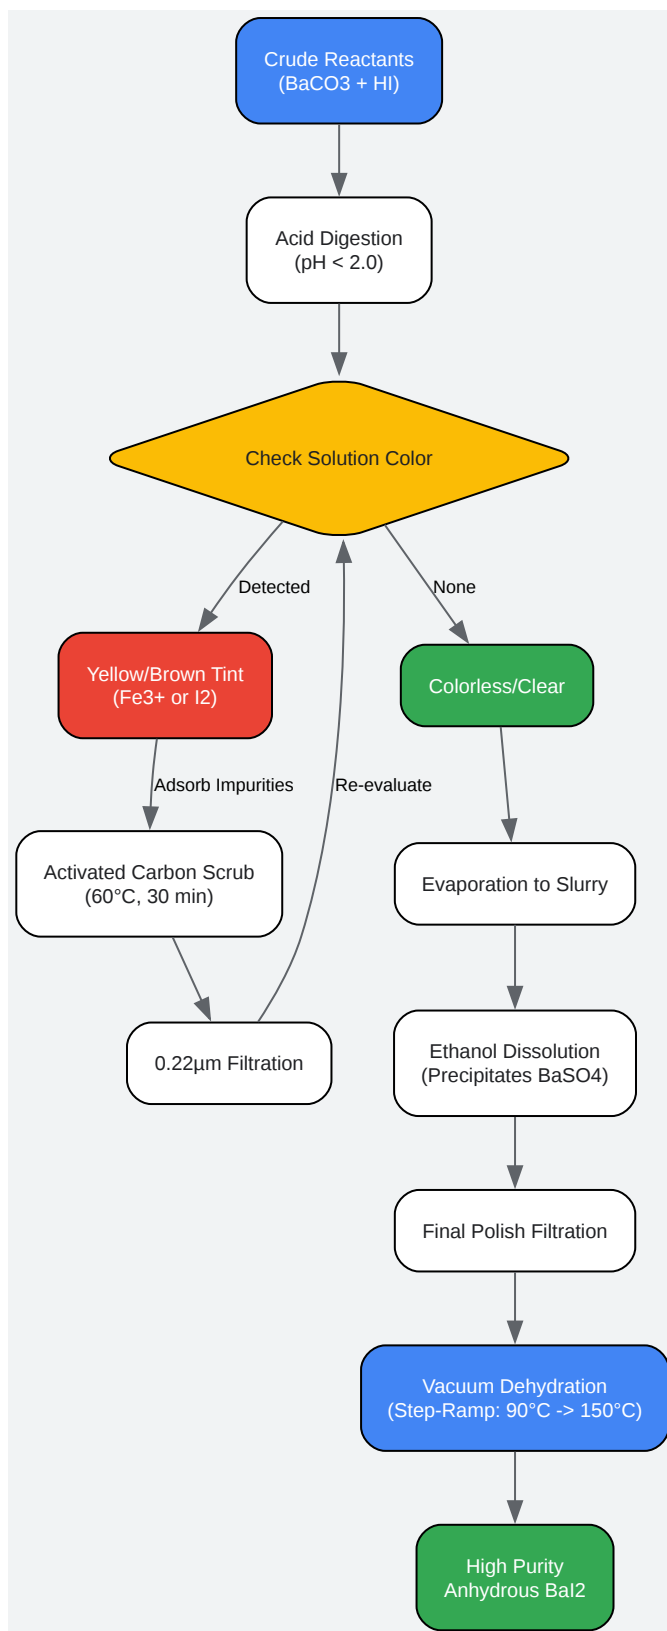 Crude Reactants
(BaCO3 + HI)
Acid Digestion
(pH < 2.0)
Check Solution Color
Detected
None
Yellow/Brown Tint
(Fe3+ or I2)
Colorless/Clear
Adsorb Impurities
Re-evaluate
Activated Carbon Scrub
(60°C, 30 min)
Evaporation to Slurry
0.22µm Filtration
Ethanol Dissolution
(Precipitates BaSO4)
Final Polish Filtration
Vacuum Dehydration
(Step-Ramp: 90°C -> 150°C)
High Purity
Anhydrous BaI2